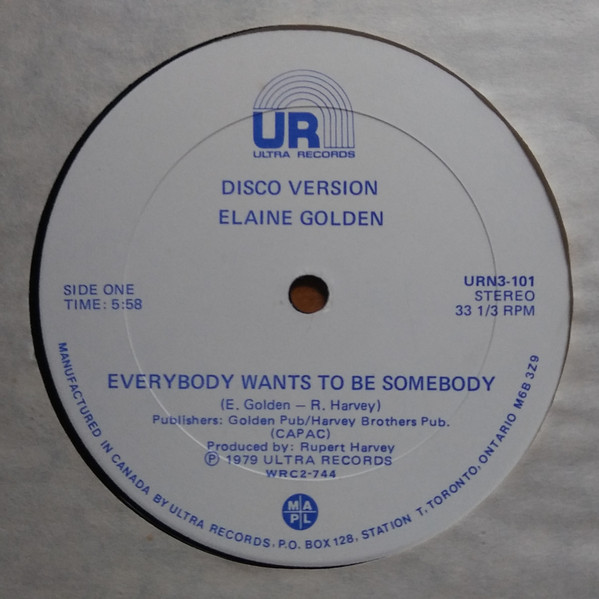 UR
ULTRA RECORDS
DISCO VERSION
ELAINE GOLDEN
SIDE ONE
TIME: 5:58
URN3-101
STEREO
33 1/3 RPM
EVERYBODY WANTS TO BE SOMEBODY
(E. Golden – R. Harvey)
Publishers: Golden Pub/Harvey Brothers Pub.
(CAPAC)
Produced by: Rupert Harvey
℗ 1979 ULTRA RECORDS
WRC2-744
M A
P L
MANUFACTURED IN CANADA BY ULTRA RECORDS. P.O. BOX 128, STATION T, TORONTO, ONTARIO M6B 3Z9